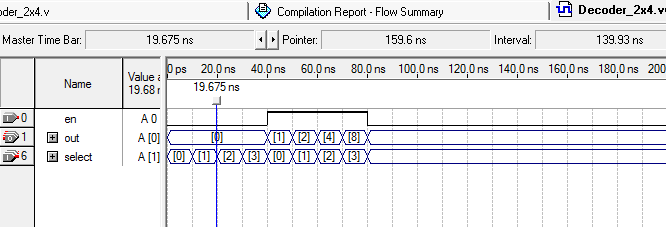 oder_2x4.v
Compilation Report - Flow Summary
Decoder_2x4.v
Master Time Bar: 19.675 ns Pointer: 159.6 ns Interval: 139.93 ns
Name
Value a
19.68 n
0 ps 20.0 ns 40.0 ns 60.0 ns 80.0 ns 100.0 ns 120.0 ns 140.0 ns 160.0 ns 180.0 ns
19.675 ns
0 en A 0
1 out A [0] [0] [1] [2] [4] [8]
6 select A [1] [0] [1] [2] [3] [0] [1] [2] [3]